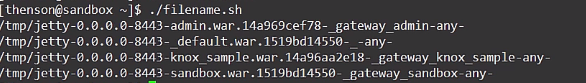 [thenson@sandbox ~]$ ./filename.sh
/tmp/jetty-0.0.0.0-8443-admin.war.14a969cef78-_gateway_admin-any-
/tmp/jetty-0.0.0.0-8443-_default.war.1519bd14550-_-any-
/tmp/jetty-0.0.0.0-8443-knox_sample.war.14a96aa2e18-_gateway_knox_sample-any-
/tmp/jetty-0.0.0.0-8443-sandbox.war.1519bd14550-_gateway_sandbox-any-